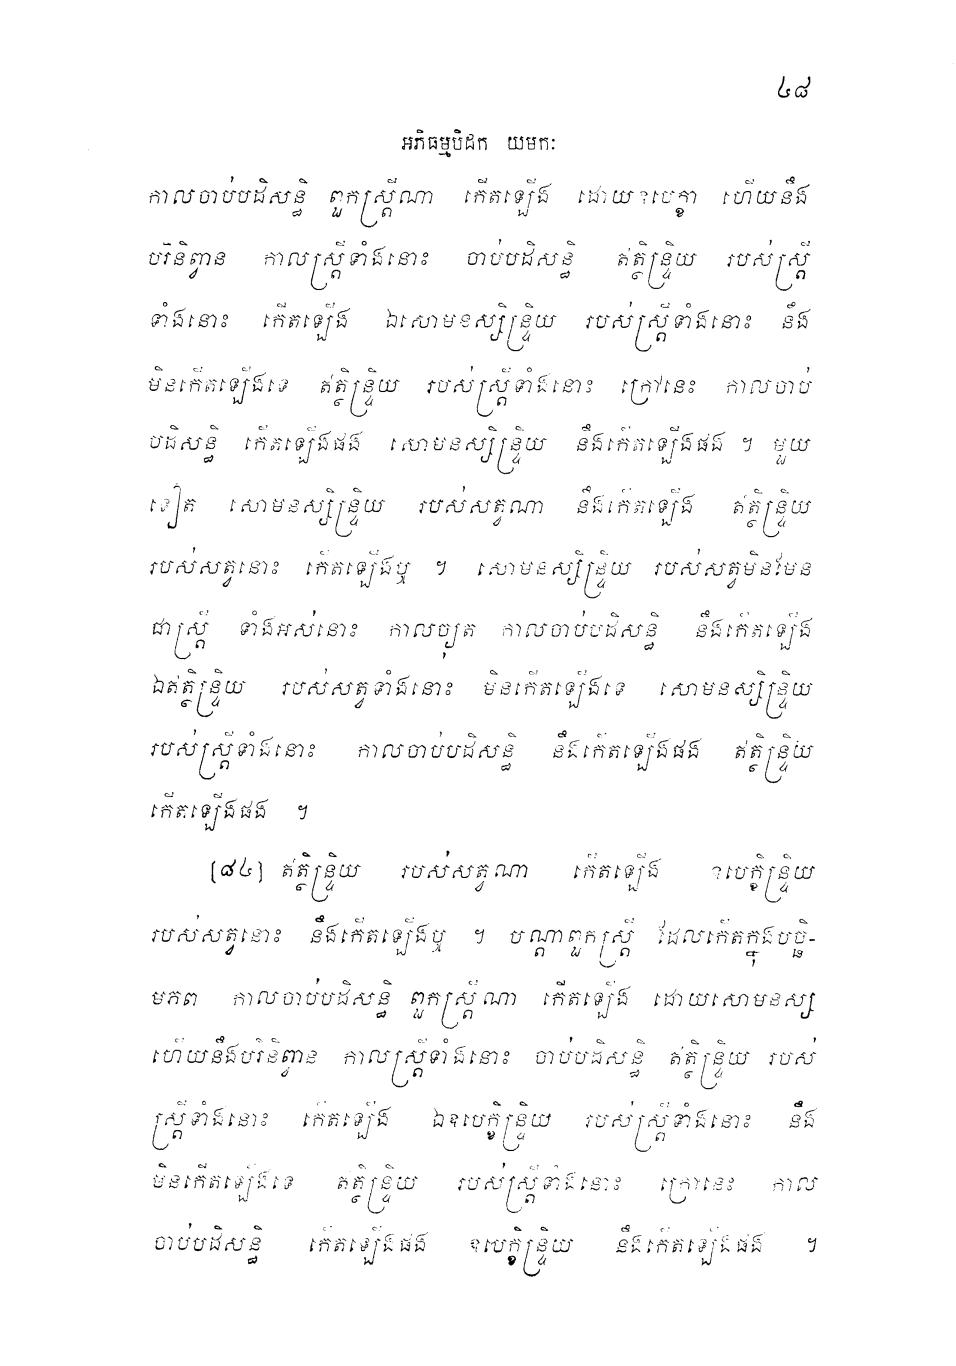 ៤៨
អភិធម្មបិដក យមកៈ
កាលចាប់បដិសន្ធិ ពួកស្ត្រីណា កើតឡើង ដោយឧបេក្ខា ហើយនឹង
បរិនិព្វាន កាលស្ត្រីទាំងនោះ ចាប់បដិសន្ធិ ឥត្ថិន្ទ្រិយ របស់ស្ត្រី
ទាំងនោះ កើតឡើង ឯសោមនស្សិន្ទ្រិយ របស់ស្ត្រីទាំងនោះ នឹង
មិនកើតឡើងទេ ឥត្ថិន្ទ្រិយ របស់ស្ត្រីទាំងនោះ ក្រៅនេះ កាលចាប់
បដិសន្ធិ កើតឡើងផង សោមនស្សិន្ទ្រិយ នឹងកើតឡើងផង ។ មួយ
ទៀត សោមនស្សិន្ទ្រិយ របស់សត្វណា នឹងកើតឡើង ឥត្ថិន្ទ្រិយ
របស់សត្វនោះ កើតឡើងឬ ។ សោមនស្សិន្ទ្រិយ របស់សត្វមិនមែន
ជាស្ត្រី ទាំងអស់នោះ កាលច្យុត កាលចាប់បដិសន្ធិ នឹងកើតឡើង
ឯឥត្ថិន្ទ្រិយ របស់សត្វទាំងនោះ មិនកើតឡើងទេ សោមនស្សិន្ទ្រិយ
របស់ស្ត្រីទាំងនោះ កាលចាប់បដិសន្ធិ នឹងកើតឡើងផង ឥត្ថិន្ទ្រិយ
កើតឡើងផង ។
[៨៤] ឥត្ថិន្ទ្រិយ របស់សត្វណា កើតឡើង ឧបេក្ខិន្ទ្រិយ
របស់សត្វនោះ នឹងកើតឡើងឬ ។ បណ្តាពួកស្ត្រី ដែលកើតក្នុងបច្ឆិ-
មភព កាលចាប់បដិសន្ធិ ពួកស្ត្រីណា កើតឡើង ដោយសោមនស្ស
ហើយនឹងបរិនិព្វាន កាលស្ត្រីទាំងនោះ ចាប់បដិសន្ធិ ឥត្ថិន្ទ្រិយ របស់
ស្ត្រីទាំងនោះ កើតឡើង ឯឧបេក្ខិន្ទ្រិយ របស់ស្ត្រីទាំងនោះ នឹង
មិនកើតឡើងទេ ឥត្ថិន្ទ្រិយ របស់ស្ត្រីទាំងនោះ ក្រៅនេះ កាល
ចាប់បដិសន្ធិ កើតឡើងផង ឧបេក្ខិន្ទ្រិយ នឹងកើតឡើងផង ។